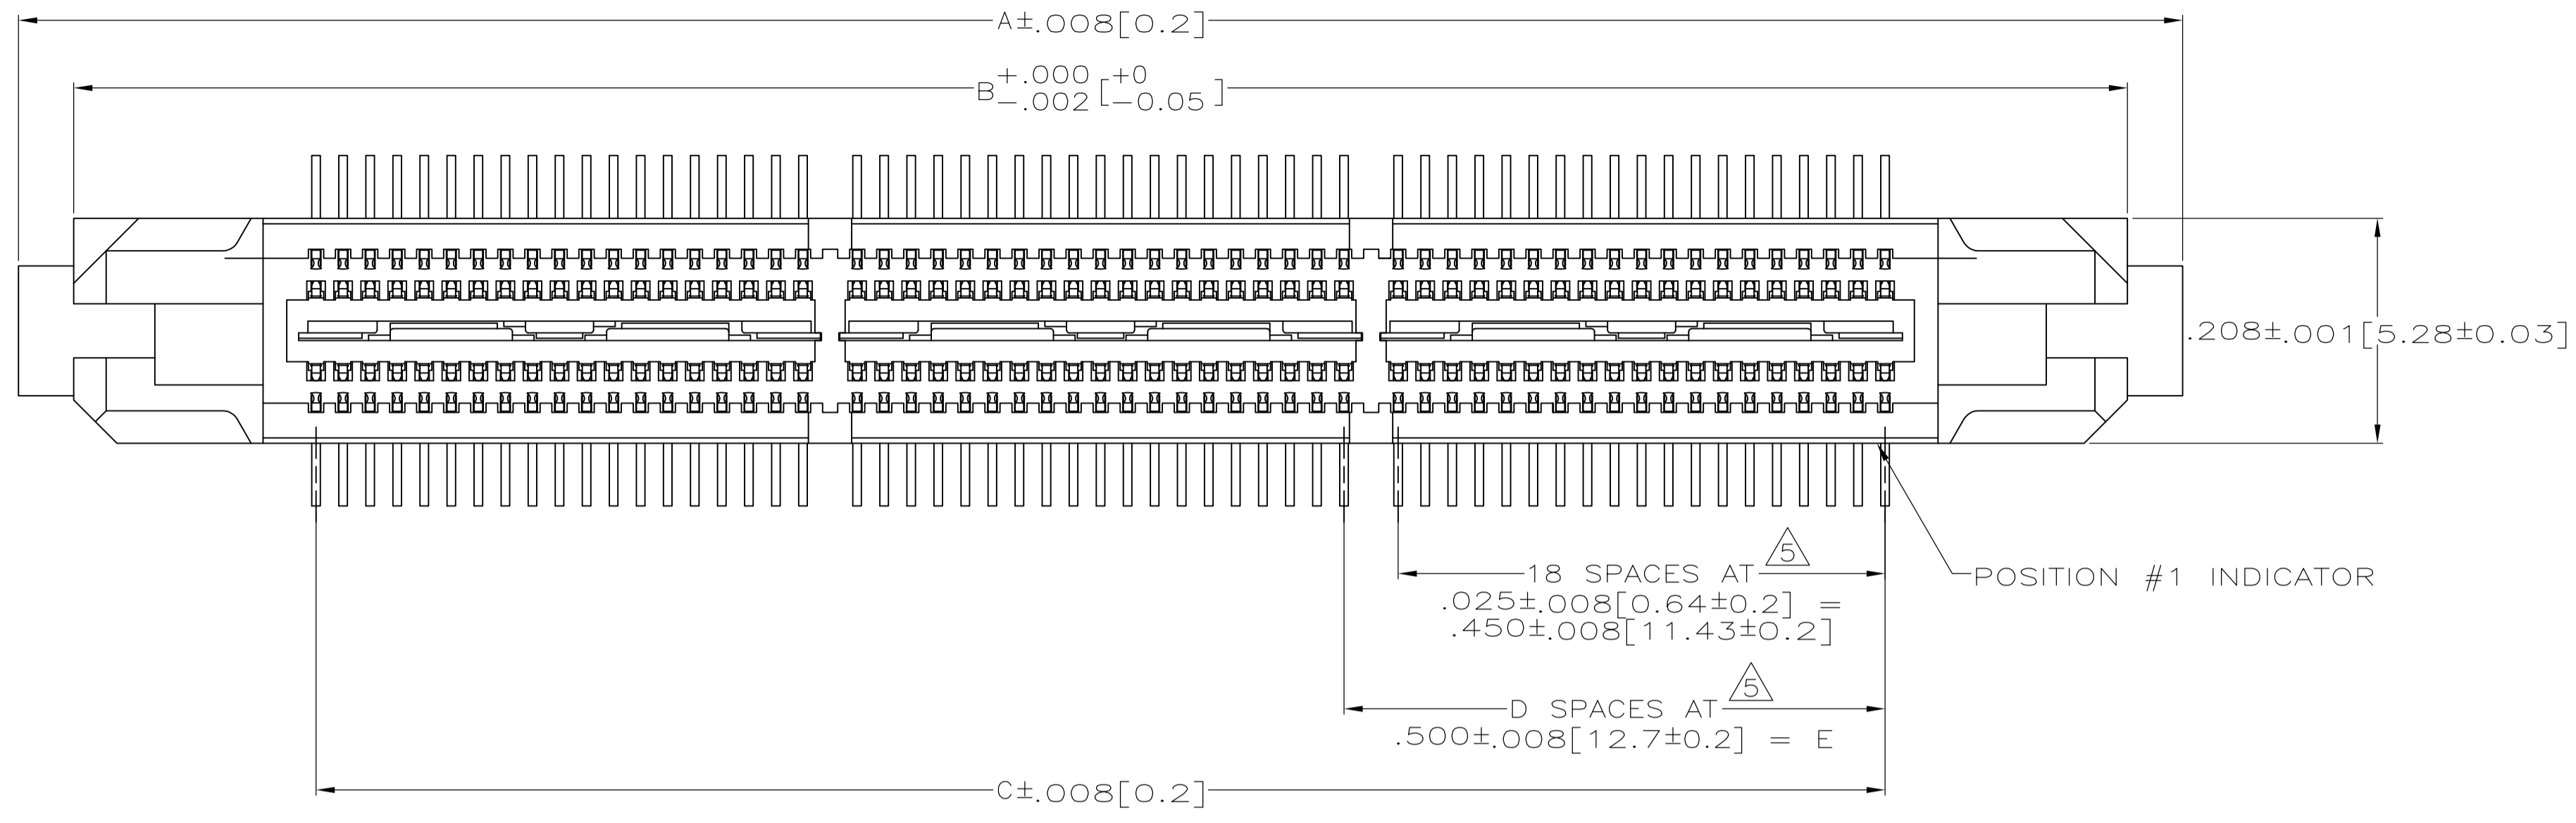 A±.008[0.2]
B+.000 [+0
-.002 [-0.05 ]
.208±.001[5.28±0.03]
5
18 SPACES AT
.025±.008[0.64±0.2] =
.450±.008[11.43±0.2]
POSITION #1 INDICATOR
5
D SPACES AT
.500±.008[12.7±0.2] = E
C±.008[0.2]